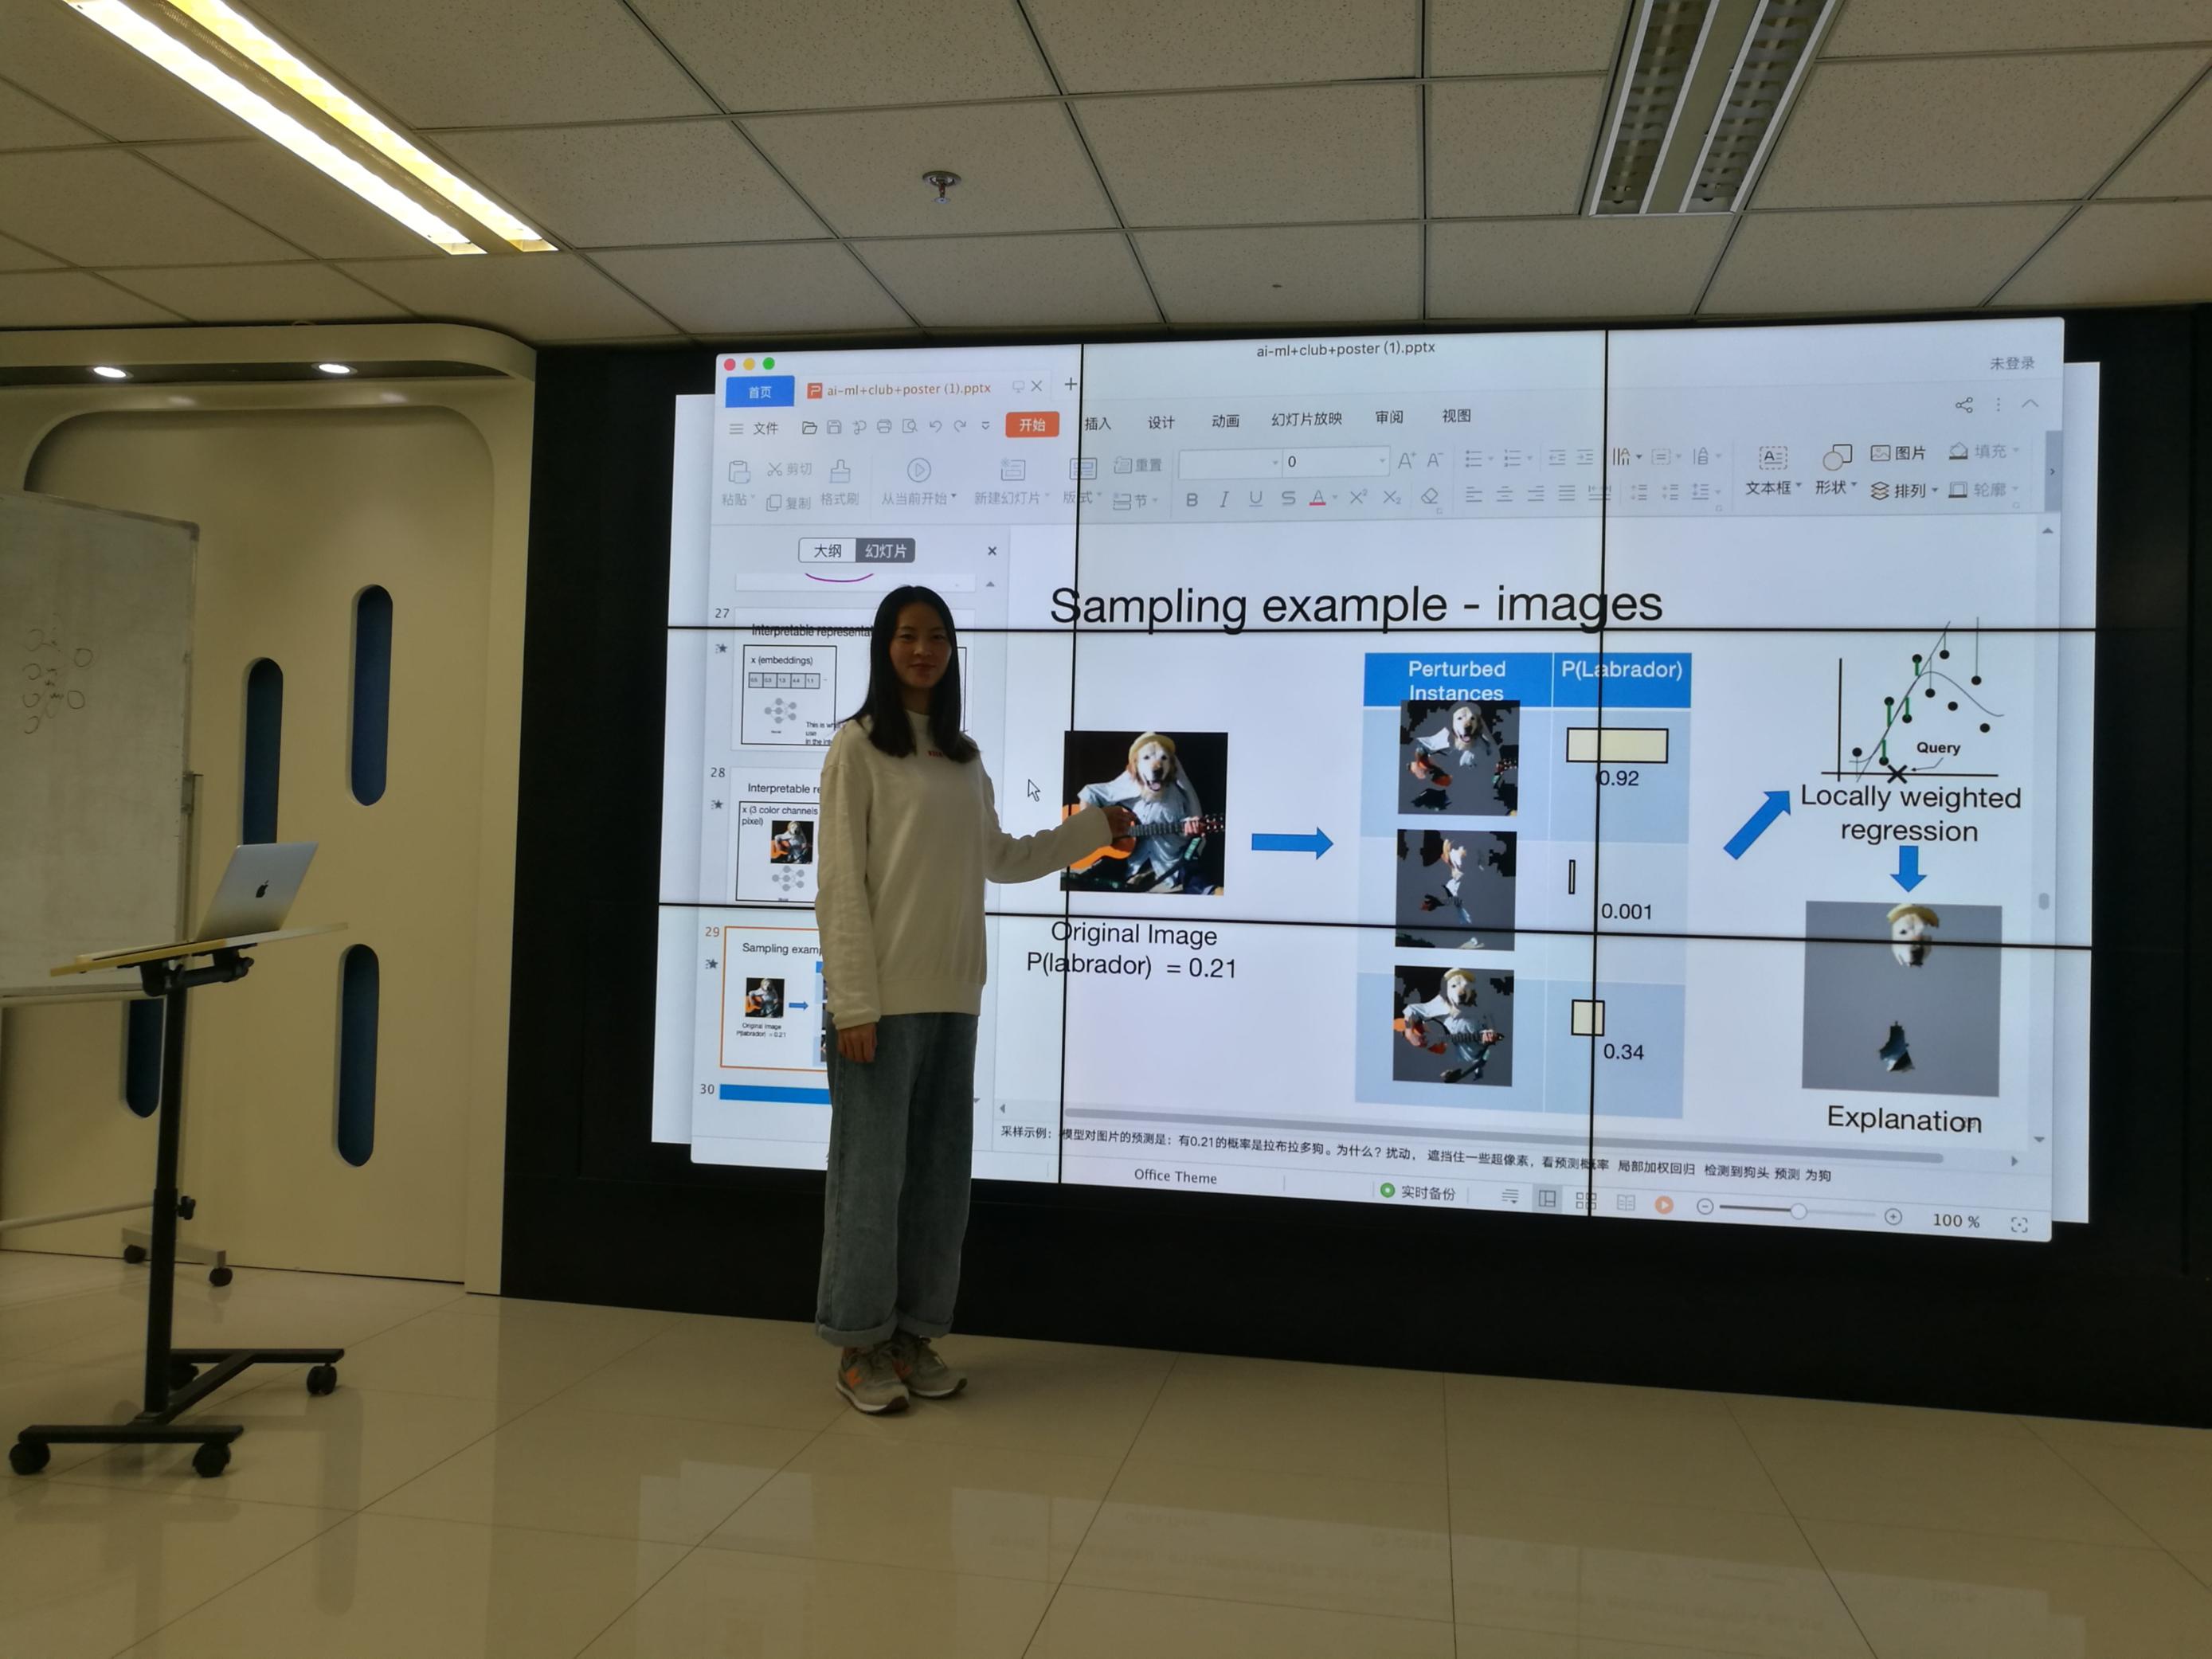 ai-ml+club+poster (1).pptx
未登录
首页
ai-ml+club+poster (1).pptx
文件
开始
插入
设计
动画
幻灯片放映
审阅
视图
粘贴
剪切
复制
格式刷
从当前开始
新建幻灯片
版式
重置
节
0
B I U S A X² X₂
文本框
形状
图片
排列
填充
轮廓
大纲
幻灯片
27
Interpretable
x (embeddings)
28
Interpretable
x (3 color channels
pixel)
29
Sampling
Original Image
P(labrador) = 0.21
30
Sampling example - images
Original Image
P(labrador) = 0.21
Perturbed
Instances
P(Labrador)
0.92
0.001
0.34
Query
Locally weighted
regression
Explanation
采样示例：模型对图片的预测是：有0.21的概率是拉布拉多狗。为什么？扰动， 遮挡住一些超像素，看预测概率 局部加权回归 检测到狗头 预测 为狗
Office Theme
实时备份
100 %